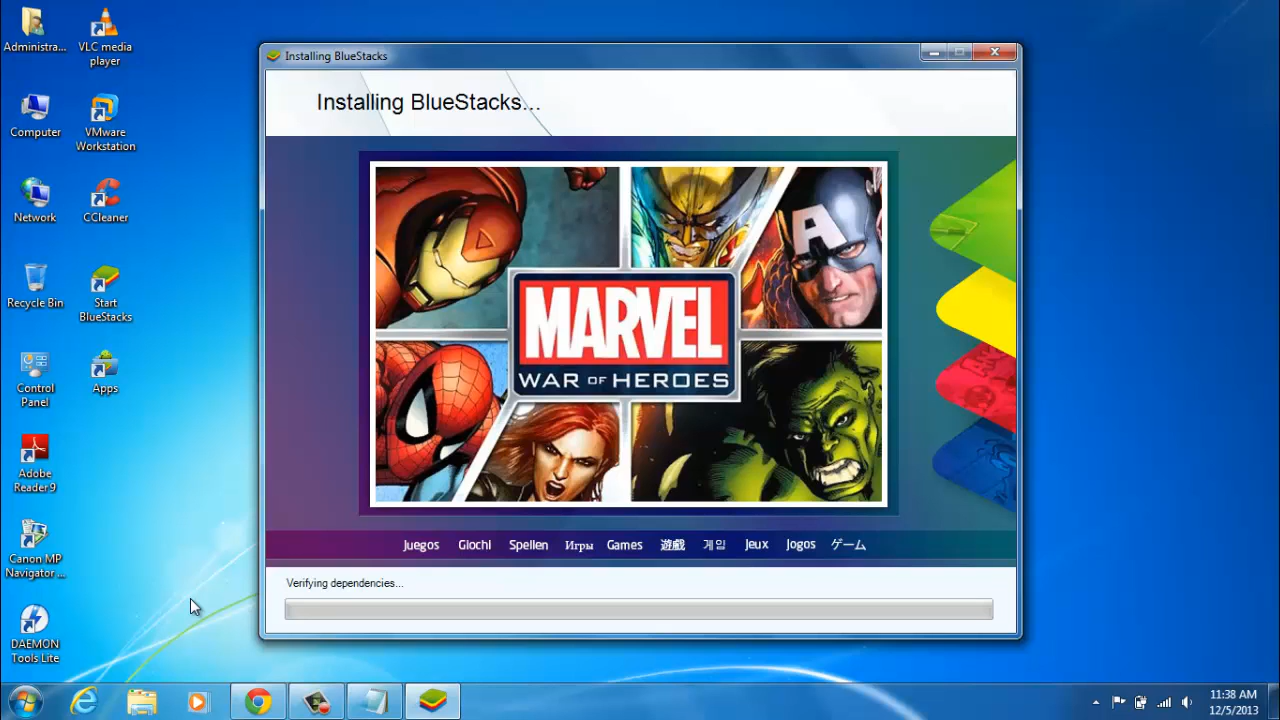 Administra...
VLC media
player
Computer
VMware
Workstation
Network
CCleaner
Recycle Bin
Start
BlueStacks
Control
Panel
Apps
Adobe
Reader 9
Canon MP
Navigator ...
DAEMON
Tools Lite
Installing BlueStacks
Installing BlueStacks...
A
MARVEL
WAR OF HEROES
Juegos Giochi Spellen Игры Games 遊戲 게임 Jeux Jogos ゲーム
Verifying dependencies...
11:38 AM
12/5/2013